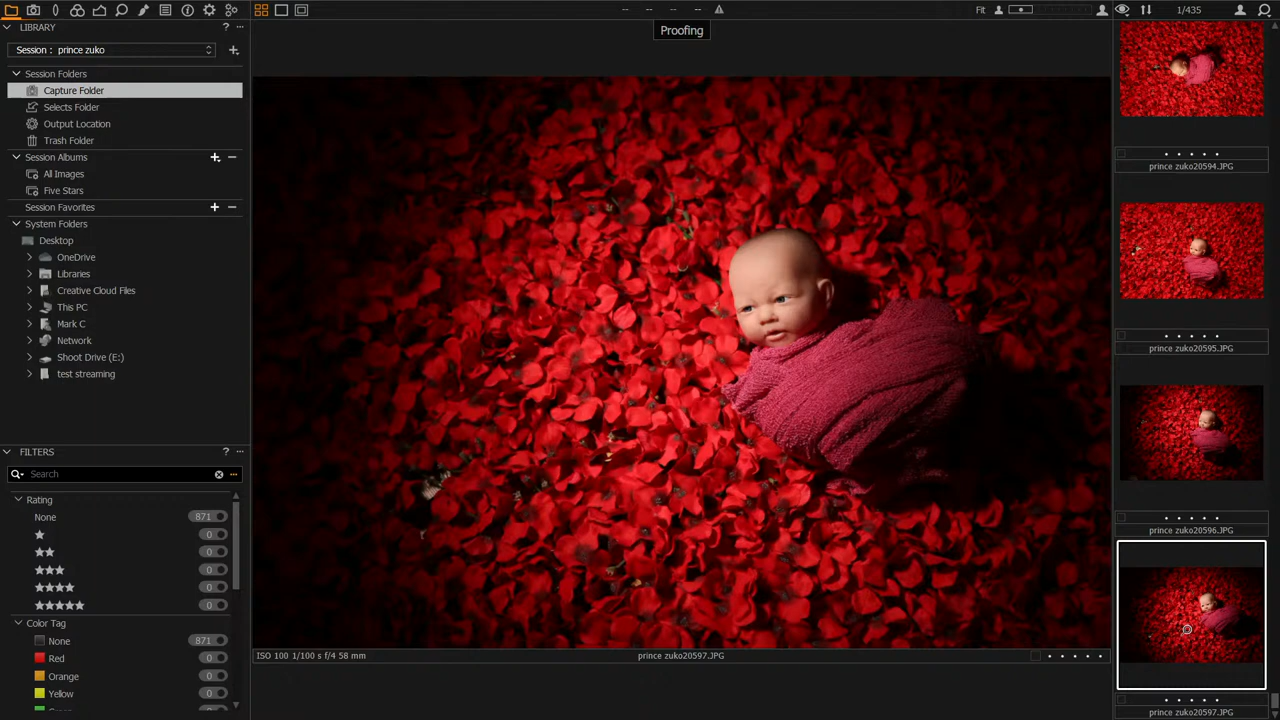 Fit
1/435
Proofing
LIBRARY
?
Session : prince zuko
Session Folders
Capture Folder
Selects Folder
Output Location
Trash Folder
Session Albums
All Images
Five Stars
Session Favorites
System Folders
Desktop
OneDrive
Libraries
Creative Cloud Files
This PC
Mark C
Network
Shoot Drive (E:)
test streaming
FILTERS
?
Search
Rating
None 871
0
0
0
0
0
Color Tag
None 871
Red 0
Orange 0
Yellow 0
ISO 100 1/100 s f/4 58 mm
prince zuko20597.JPG
prince zuko20594.JPG
prince zuko20595.JPG
prince zuko20596.JPG
prince zuko20597.JPG